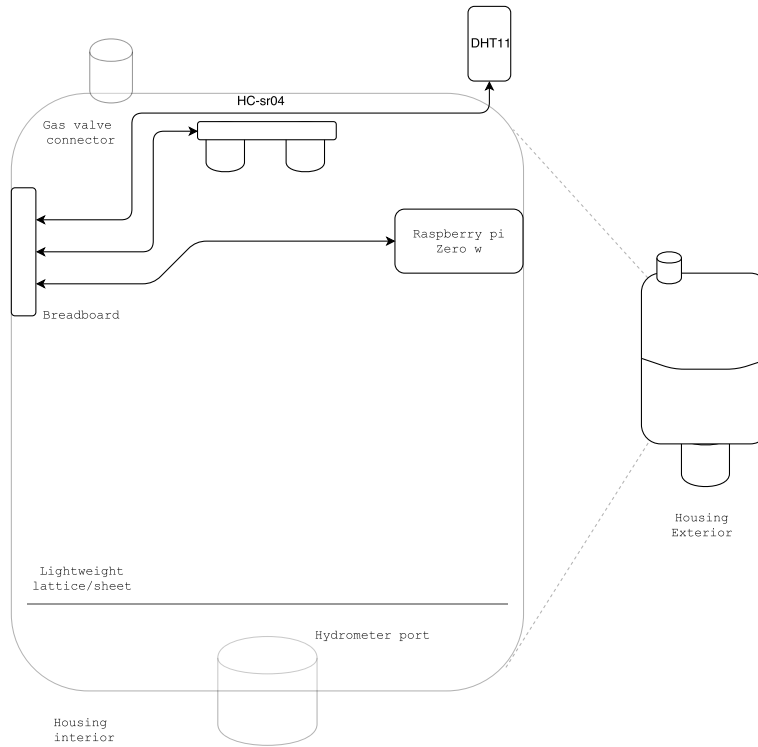 DHT11
HC-sr04
Gas valve
connector
Raspberry pi
Zero w
Breadboard
Housing
Exterior
Lightweight
lattice/sheet
Hydrometer port
Housing
interior